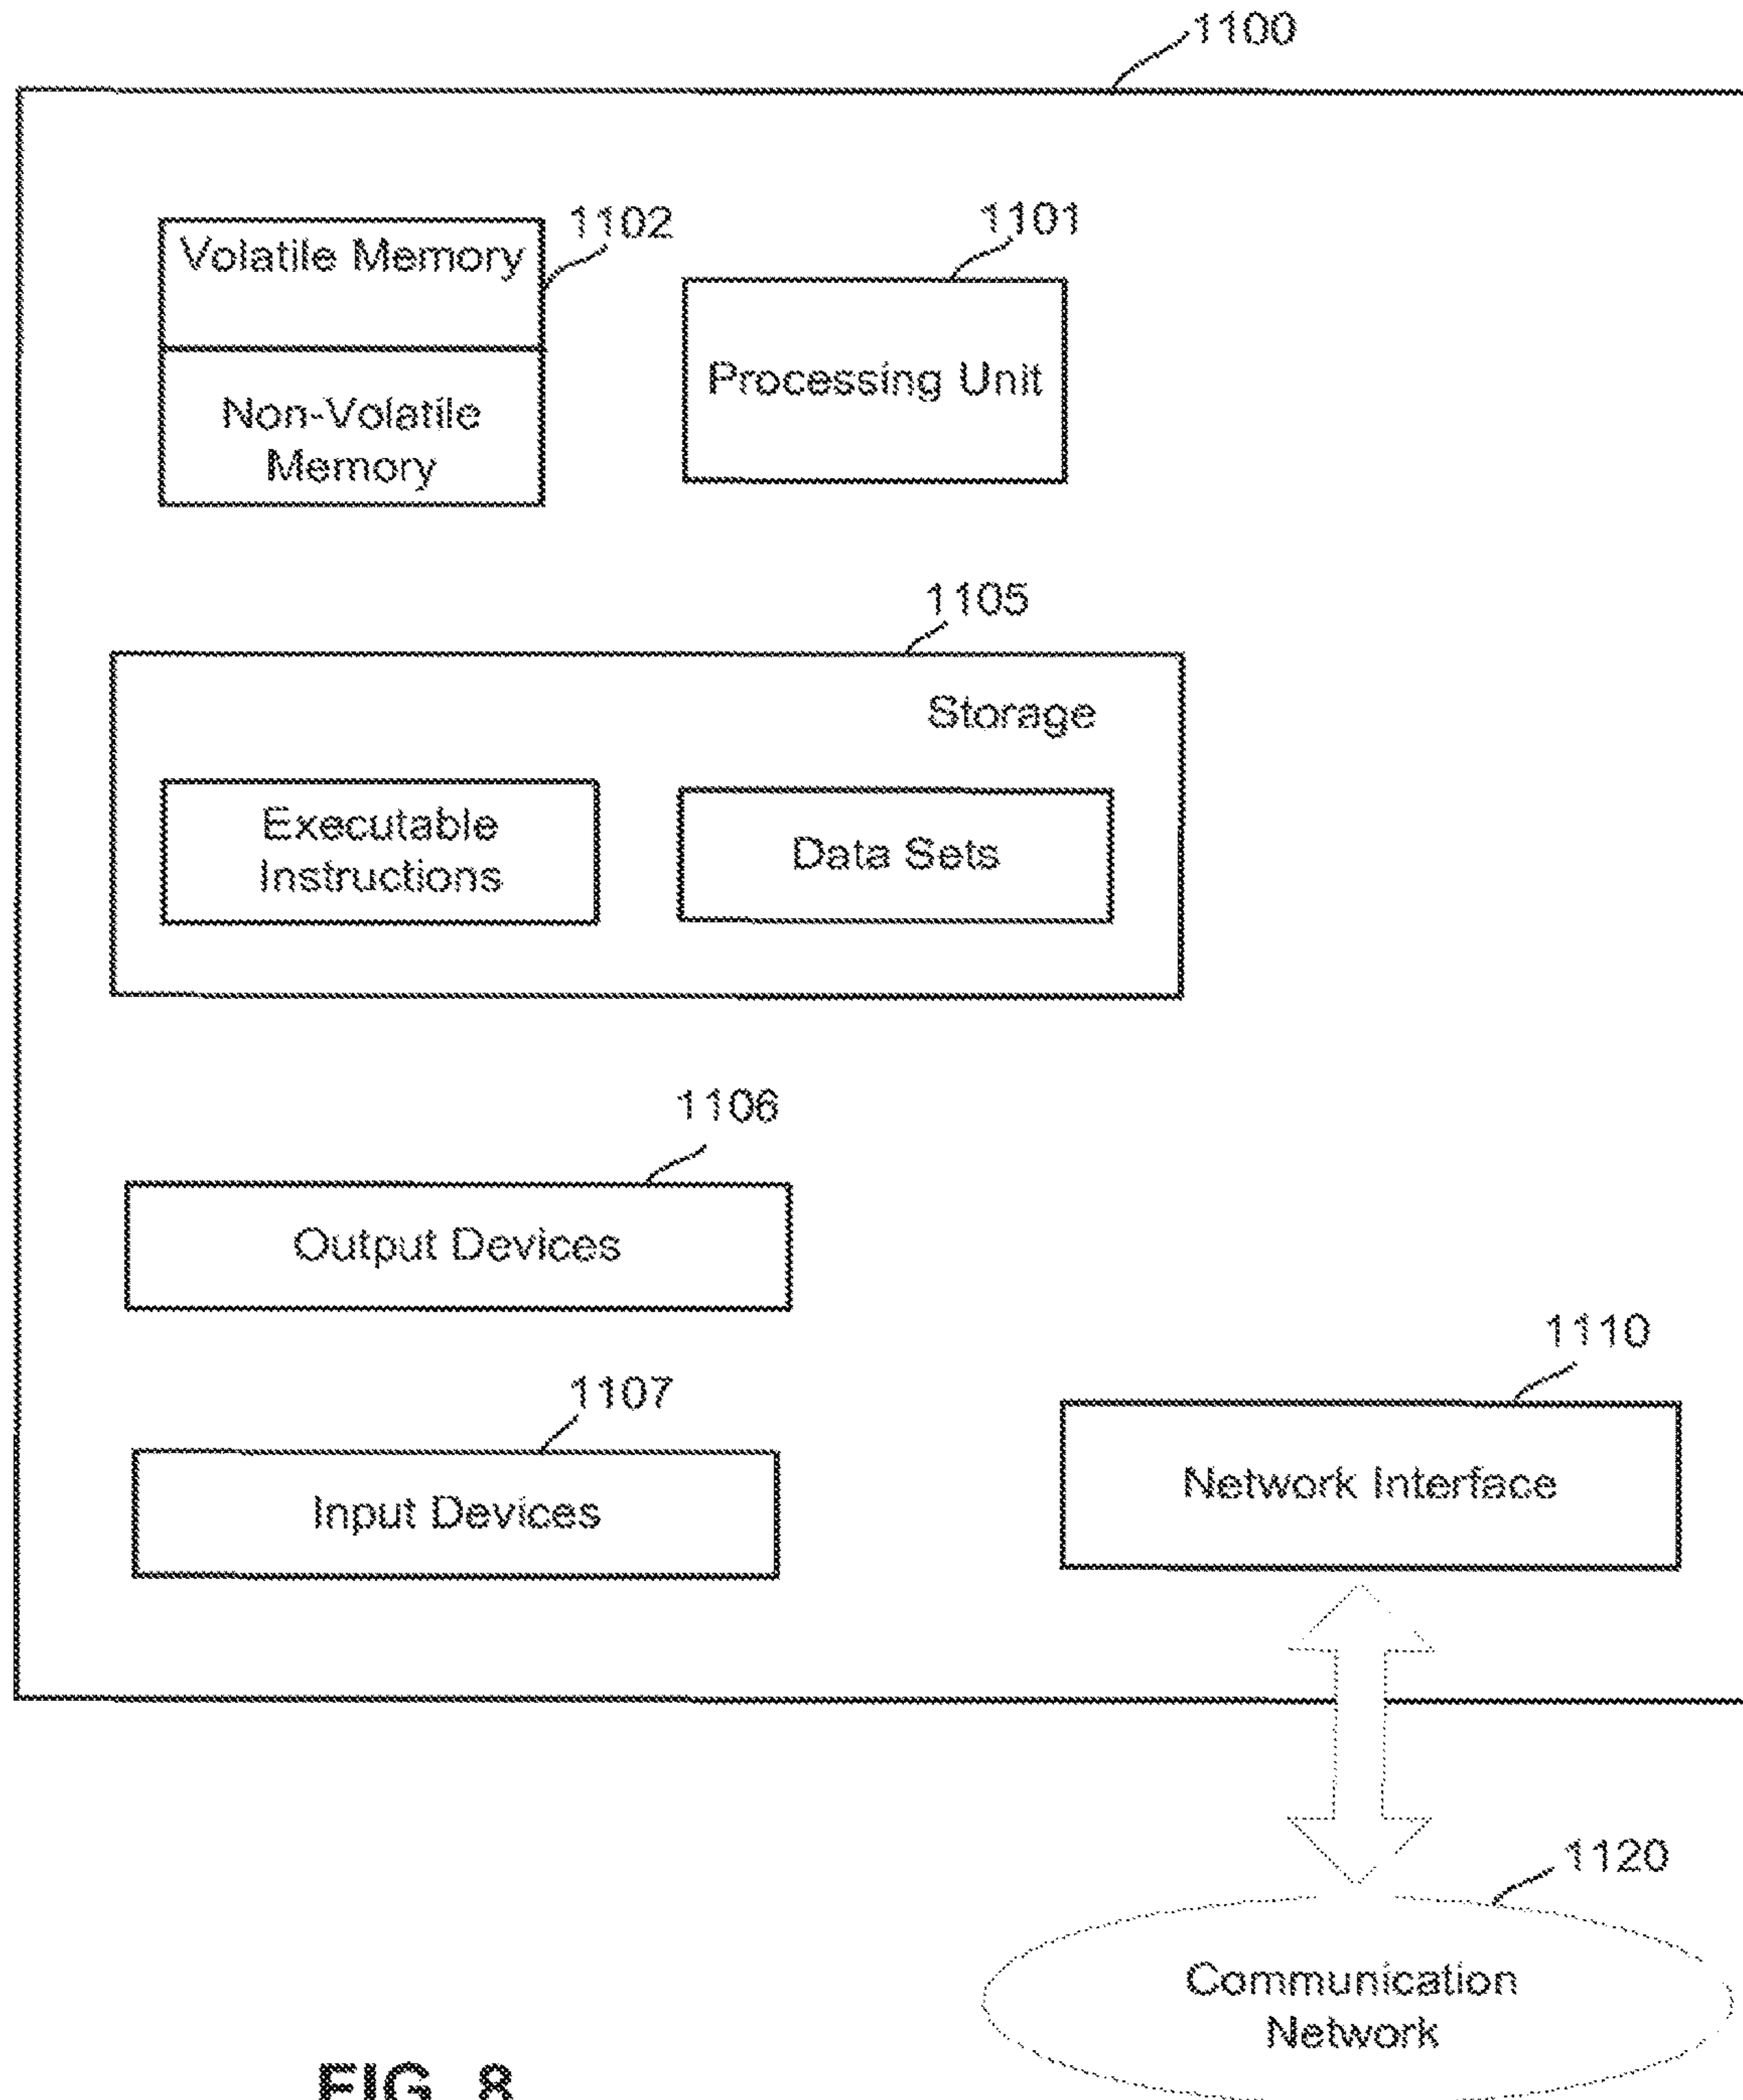 1100
1102
1101
Volatile Memory
Processing Unit
Non-Volatile
Memory
1105
Storage
Executable
Instructions
Data Sets
1106
Output Devices
1110
1107
Network Interface
Input Devices
1120
Communication
Network
FIG. 8